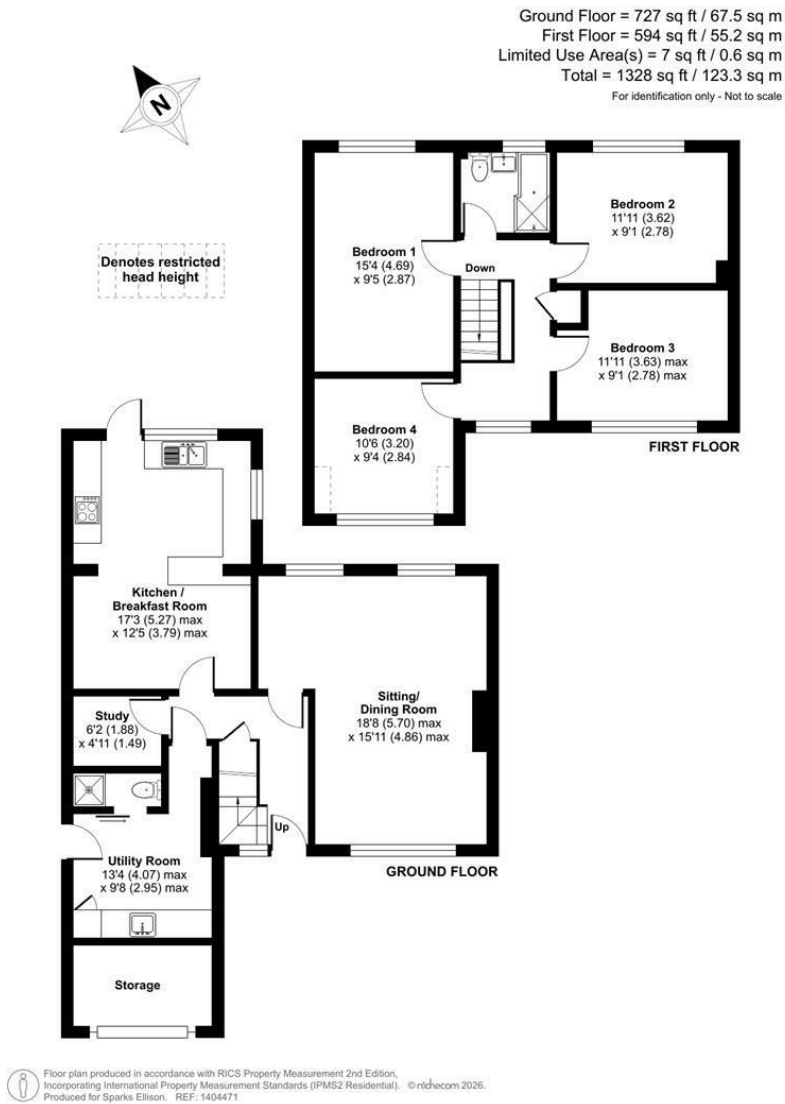 Ground Floor = 727 sq ft / 67.5 sq m
First Floor = 594 sq ft / 55.2 sq m
Limited Use Area(s) = 7 sq ft / 0.6 sq m
Total = 1328 sq ft / 123.3 sq m
For identification only - Not to scale
N
Denotes restricted
head height
Bedroom 1
15'4 (4.69)
x 9'5 (2.87)
Bedroom 2
11'11 (3.62)
x 9'1 (2.78)
Down
Bedroom 3
11'11 (3.63) max
x 9'1 (2.78) max
Bedroom 4
10'6 (3.20)
x 9'4 (2.84)
FIRST FLOOR
Kitchen /
Breakfast Room
17'3 (5.27) max
x 12'5 (3.79) max
Sitting/
Dining Room
18'8 (5.70) max
x 15'11 (4.86) max
Study
6'2 (1.88)
x 4'11 (1.49)
Up
Utility Room
13'4 (4.07) max
x 9'8 (2.95) max
GROUND FLOOR
Storage
Floor plan produced in accordance with RICS Property Measurement 2nd Edition,
Incorporating International Property Measurement Standards (IPMS2 Residential). © nichecom 2026.
Produced for Sparks Ellison. REF: 1404471